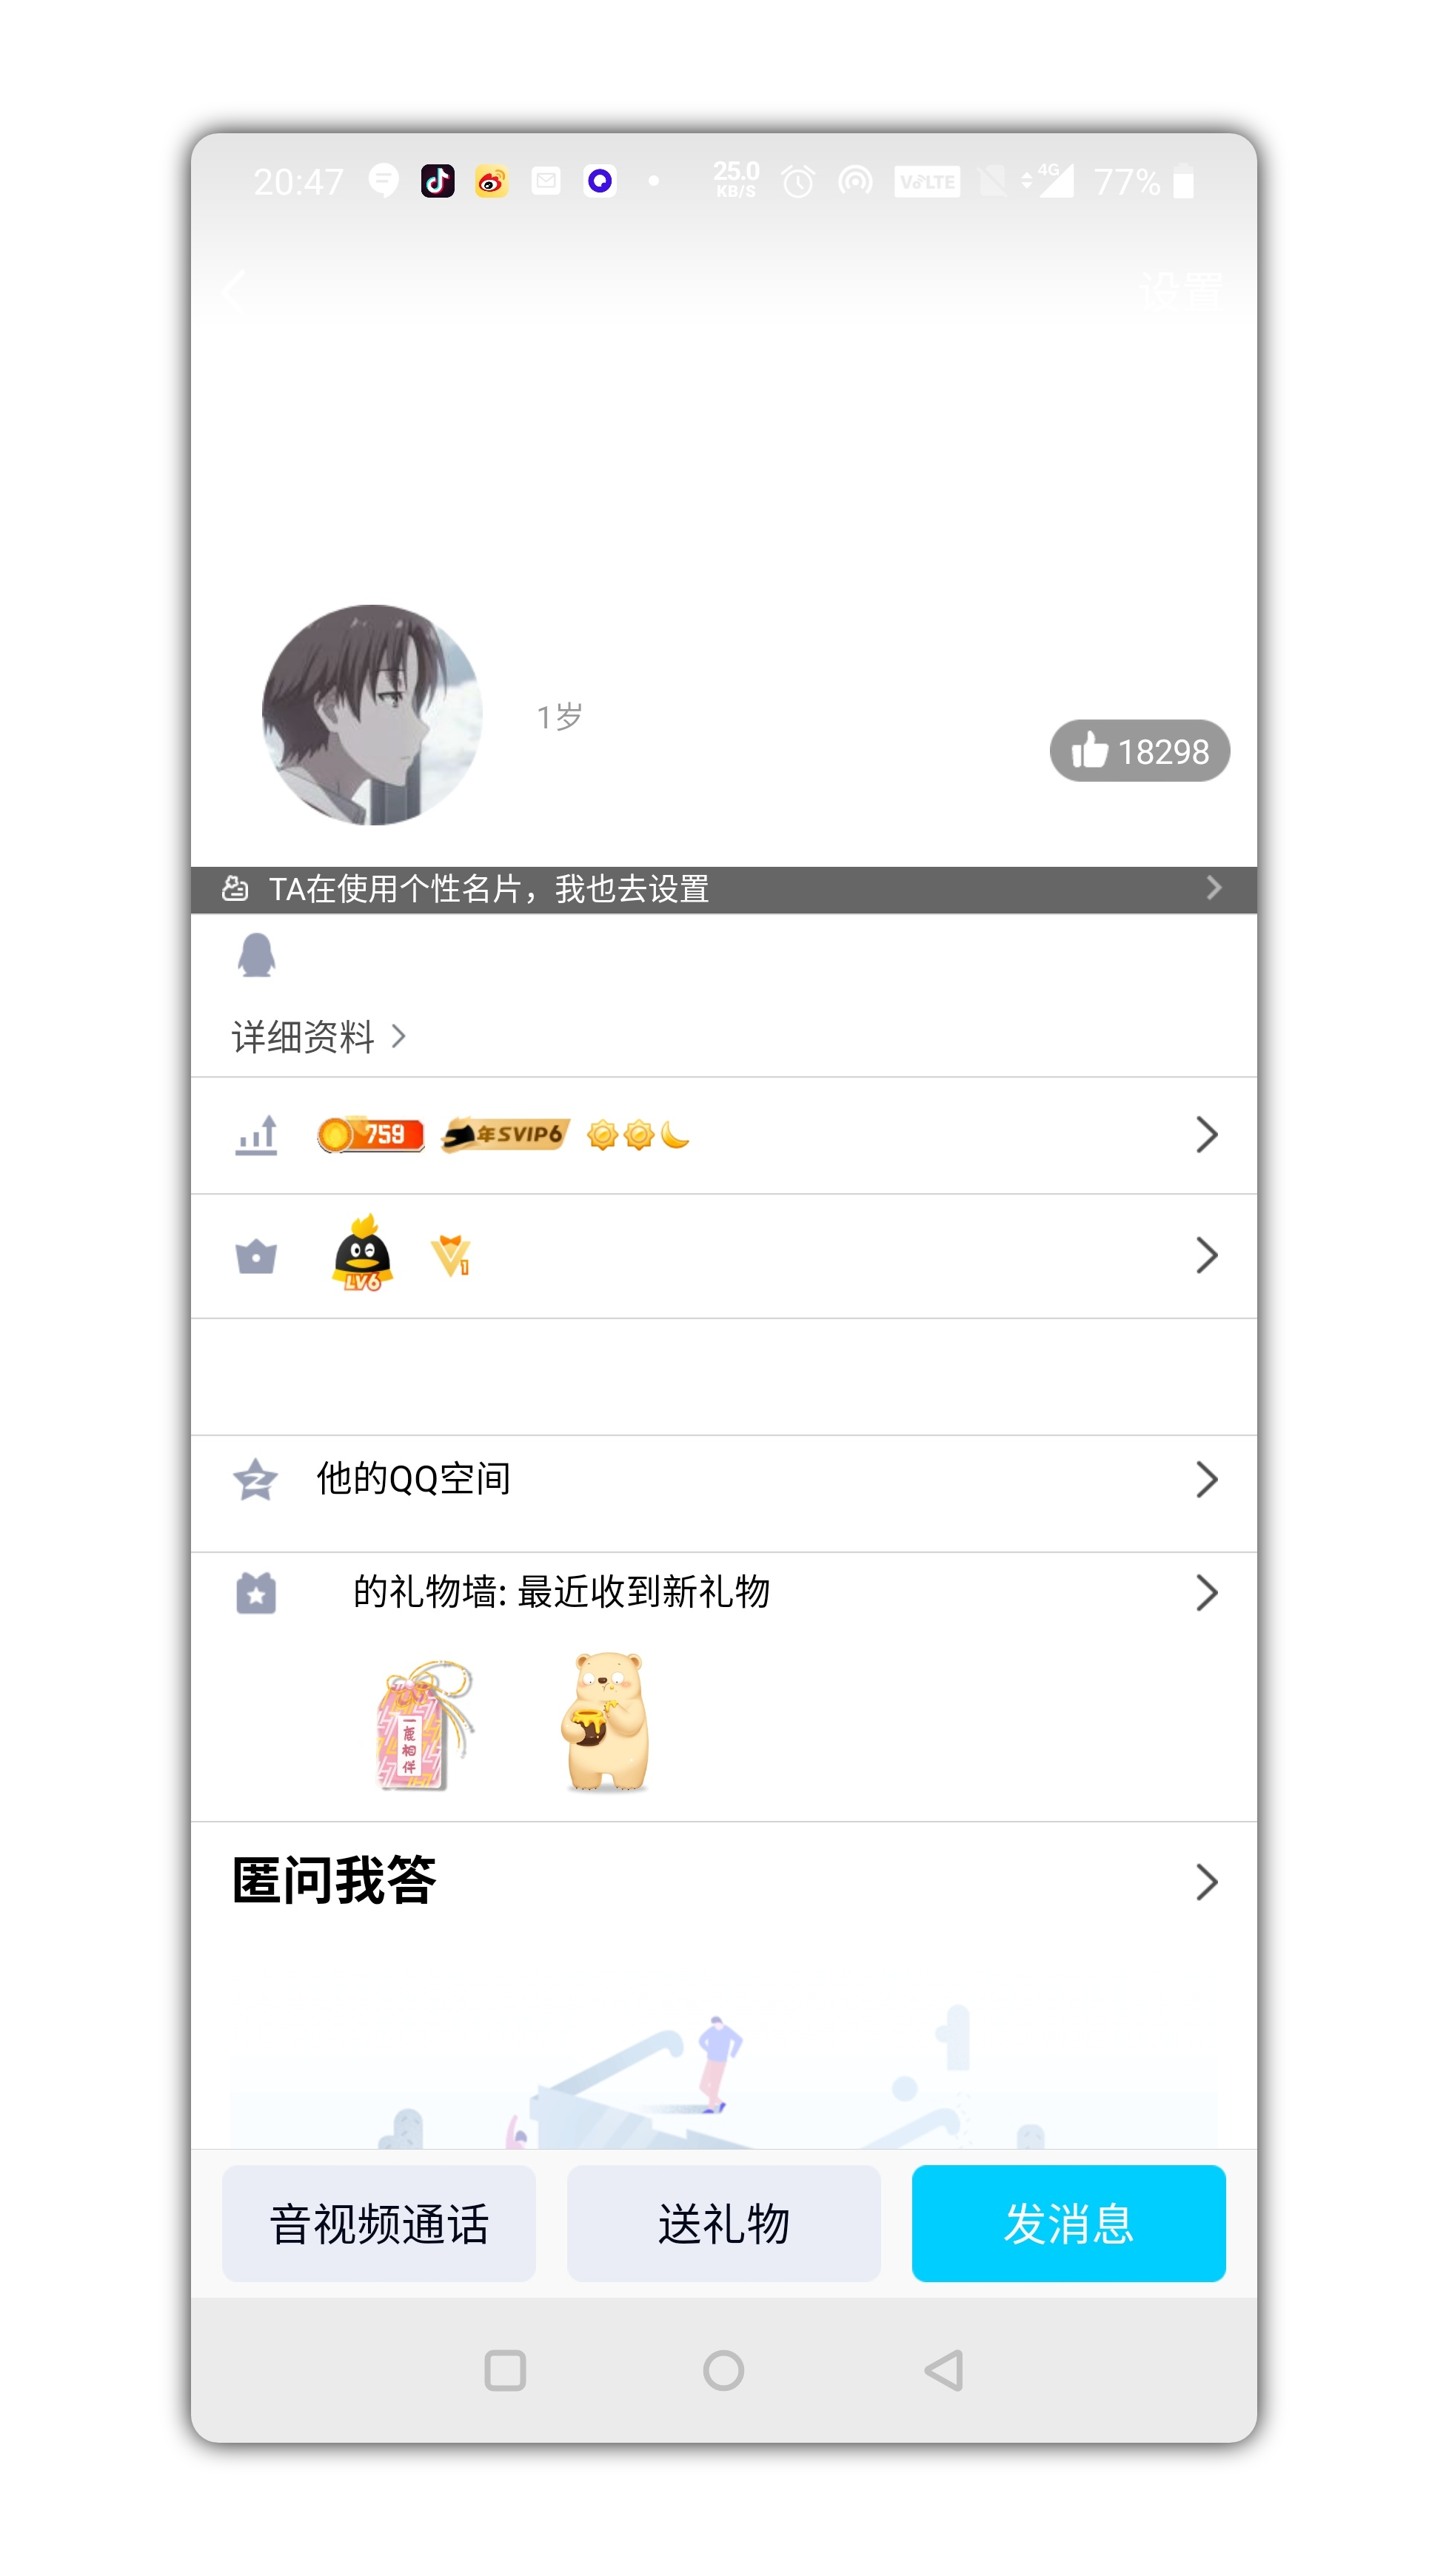 20:47
25.0
KB/S
VoLTE
4G
77%
设置
1岁
18298
TA在使用个性名片，我也去设置
详细资料
759
年SVIP6
LV6
1
他的QQ空间
的礼物墙: 最近收到新礼物
一鹿相伴
匿问我答
音视频通话
送礼物
发消息